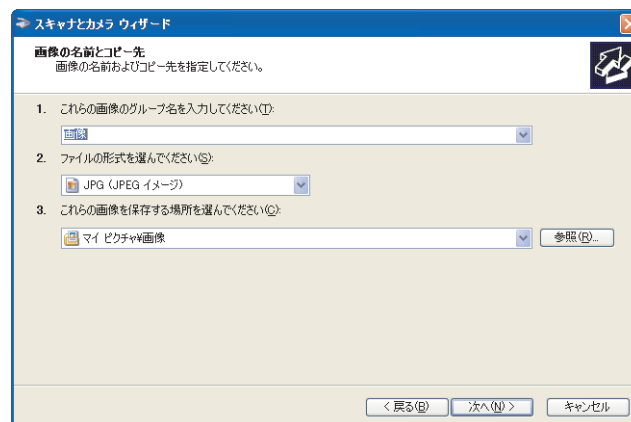 スキャナとカメラ ウィザード
画像の名前とコピー先
画像の名前およびコピー先を指定してください。
1. これらの画像のグループ名を入力してください(T):
画像
2. ファイルの形式を選んでください(S):
JPG (JPEG イメージ)
3. これらの画像を保存する場所を選んでください(C):
マイ ピクチャ¥画像
参照(R)...
< 戻る(B) 次へ(N) > キャンセル